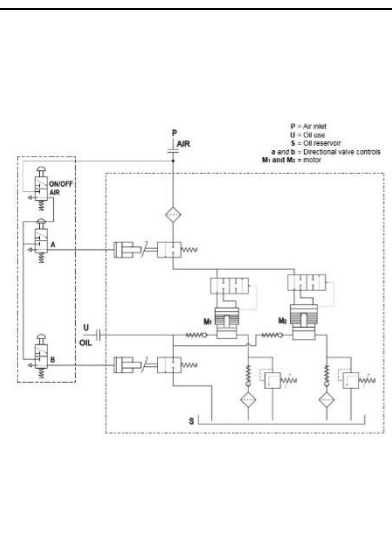 P = Air inlet
U = Oil use
S = Oil reservoir
a and b = Directional valve controls
M1 and M2 = motor
P
AIR
ON/OFF
AIR
A
M1
M2
U
OIL
B
S